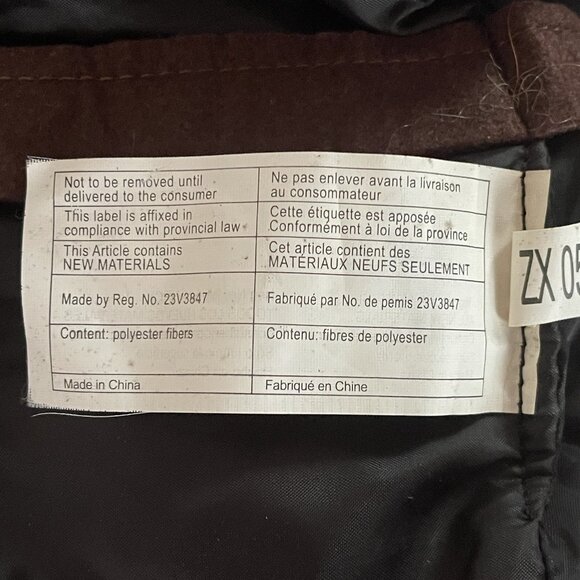 Not to be removed until
delivered to the consumer
Ne pas enlever avant la livraison
au consommateur
This label is affixed in
compliance with provincial law
Cette étiquette est apposée
Conformément à loi de la province
This Article contains
NEW MATERIALS
Cet article contient des
MATÉRIAUX NEUFS SEULEMENT
Made by Reg. No. 23V3847
Fabriqué par No. de pemis 23V3847
Content: polyester fibers
Contenu: fibres de polyester
Made in China
Fabriqué en Chine
ZX 05